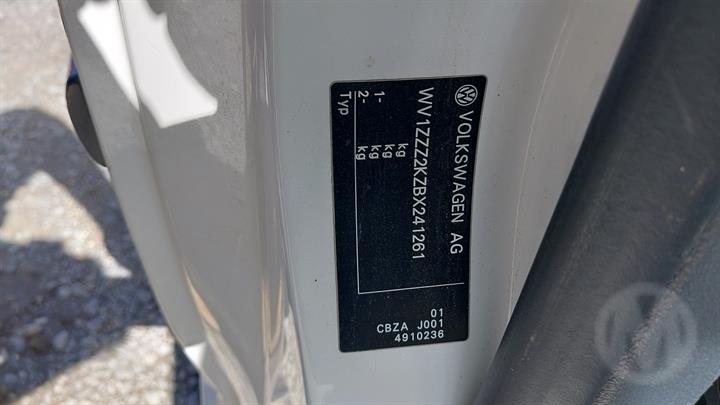 VOLKSWAGEN AG
WV1ZZZ2KZBX241261
kg
kg
1- kg
2- kg
Typ
01
CBZA J001
4910236